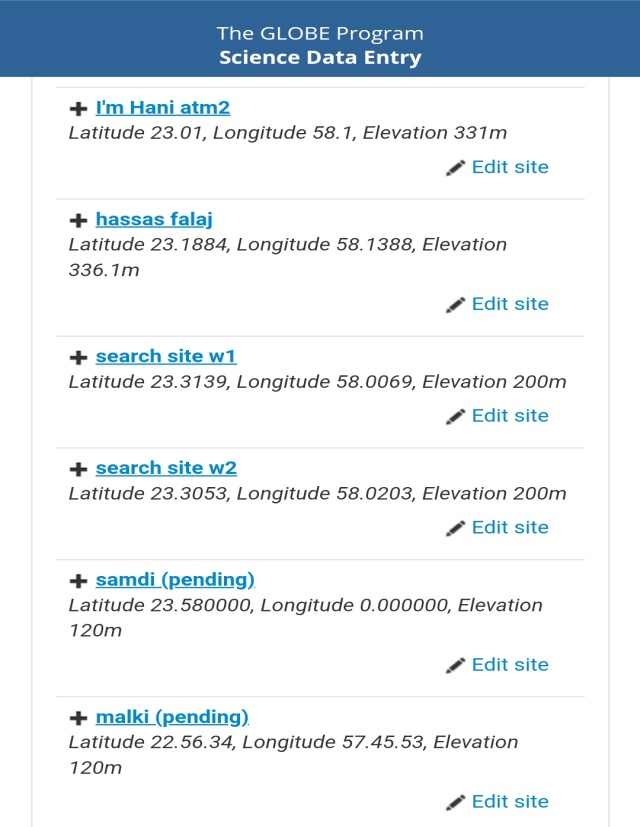 The GLOBE Program
Science Data Entry
I'm Hani atm2
Latitude 23.01, Longitude 58.1, Elevation 331m
Edit site
hassas falaj
Latitude 23.1884, Longitude 58.1388, Elevation
336.1m
Edit site
search site w1
Latitude 23.3139, Longitude 58.0069, Elevation 200m
Edit site
search site w2
Latitude 23.3053, Longitude 58.0203, Elevation 200m
Edit site
samdi (pending)
Latitude 23.580000, Longitude 0.000000, Elevation
120m
Edit site
malki (pending)
Latitude 22.56.34, Longitude 57.45.53, Elevation
120m
Edit site